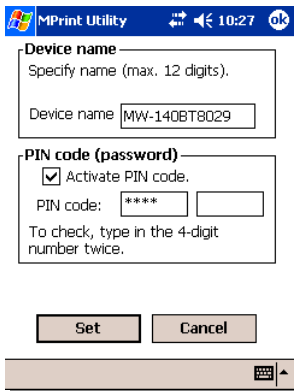 MPrint Utility 10:27 ok
Device name
Specify name (max. 12 digits).
Device name MW-140BT8029
PIN code (password)
Activate PIN code.
PIN code: ****
To check, type in the 4-digit
number twice.
Set Cancel